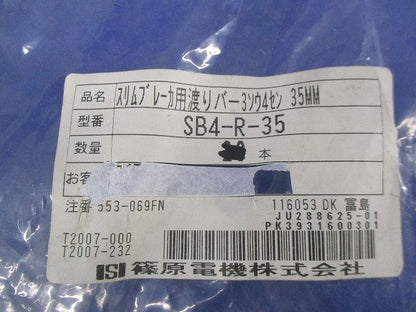 品名 スリムブレーカ用渡りバー3ソウ4セン 35MM
型番 SB4-R-35
数量 本
お客
注番 553-069FN 116053 DK 冨島
JU288625-01
PK3931600301
T2007-000
T2007-232
篠原電機株式会社